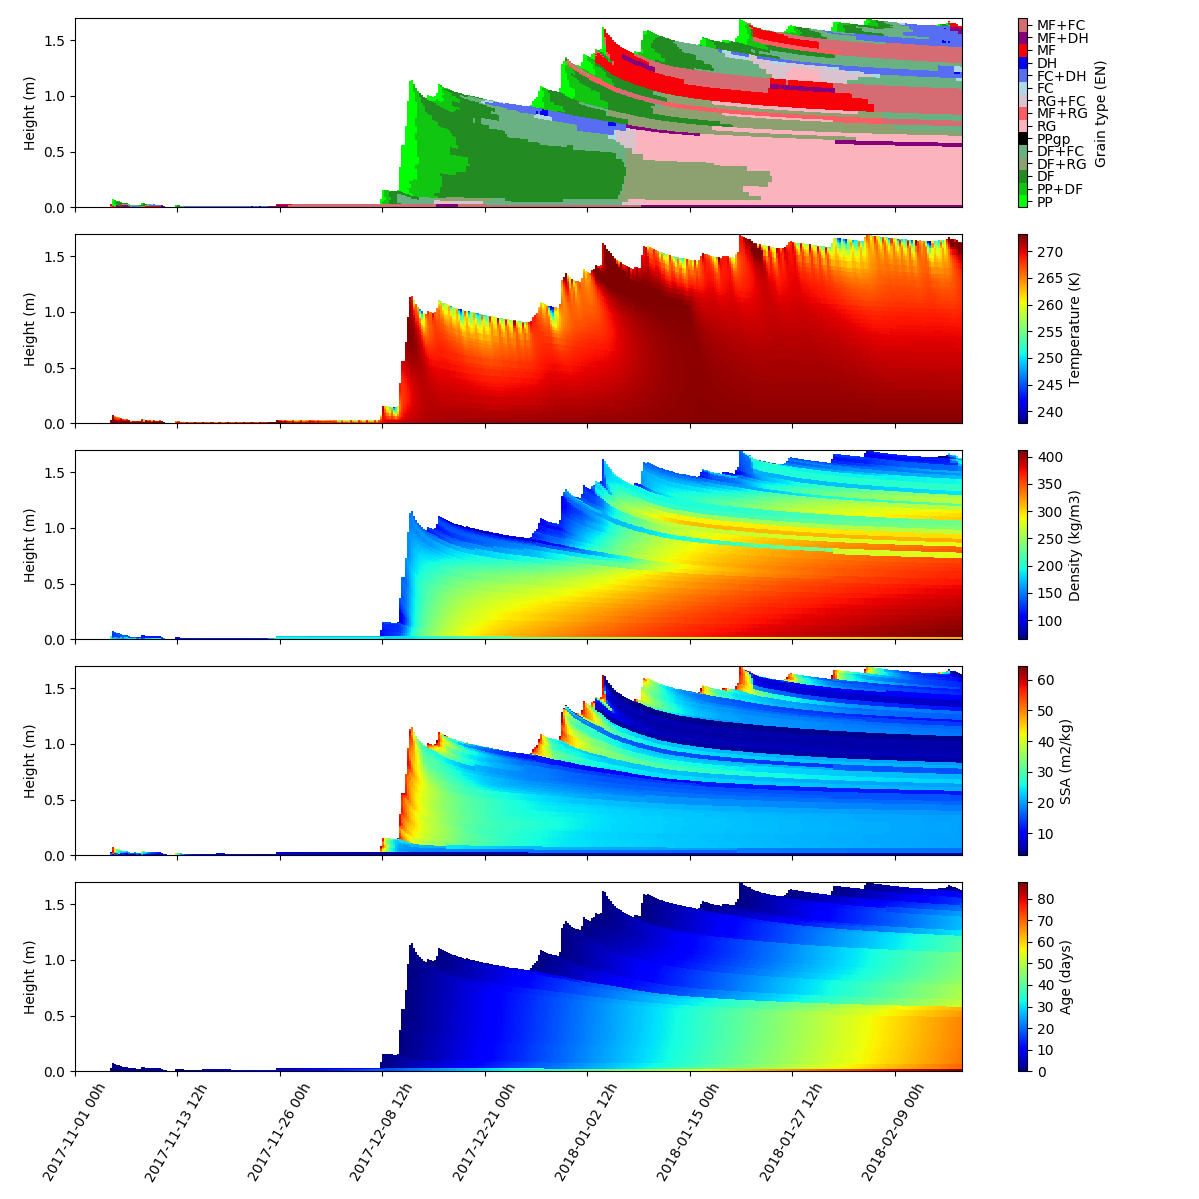 1.5
1.0
0.5
0.0
Height (m)
MF+FC
MF+DH
MF
DH
FC+DH
FC
RG+FC
MF+RG
RG
PPgp
DF+FC
DF+RG
DF
PP+DF
PP
Grain type (EN)
1.5
1.0
0.5
0.0
Height (m)
270
265
260
255
250
245
240
Temperature (K)
1.5
1.0
0.5
0.0
Height (m)
400
350
300
250
200
150
100
Density (kg/m3)
1.5
1.0
0.5
0.0
Height (m)
60
50
40
30
20
10
SSA (m2/kg)
1.5
1.0
0.5
0.0
Height (m)
80
70
60
50
40
30
20
10
0
Age (days)
2017-11-01 00h
2017-11-13 12h
2017-11-26 00h
2017-12-08 12h
2017-12-21 00h
2018-01-02 12h
2018-01-15 00h
2018-01-27 12h
2018-02-09 00h